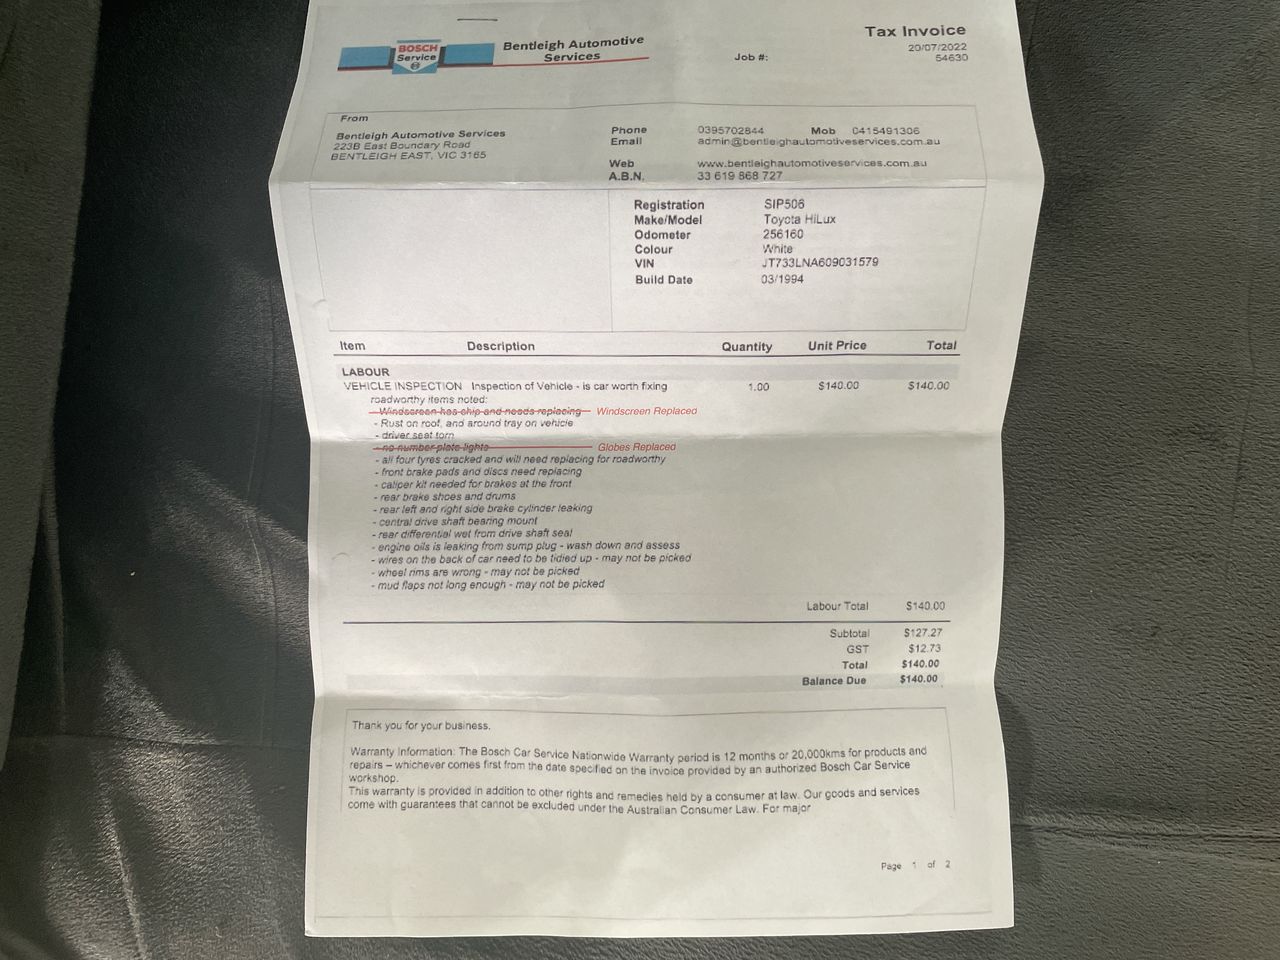 Tax Invoice
BOSCH
Service
Bentleigh Automotive
Services
20/07/2022
Job #: 54630
From
Bentleigh Automotive Services
223B East Boundary Road
BENTLEIGH EAST, VIC 3165
Phone 0395702844 Mob 0415491306
Email admin@bentleighautomotiveservices.com.au
Web www.bentleighautomotiveservices.com.au
A.B.N. 33 619 868 727
Registration SIP506
Make/Model Toyota HiLux
Odometer 256160
Colour White
VIN JT733LNA609031579
Build Date 03/1994
Item Description Quantity Unit Price Total
LABOUR
VEHICLE INSPECTION Inspection of Vehicle - is car worth fixing 1.00 $140.00 $140.00
roadworthy items noted:
- Windscreen has chip and needs replacing Windscreen Replaced
- Rust on roof, and around tray on vehicle
- driver seat torn
- no number plate lights Globes Replaced
- all four tyres cracked and will need replacing for roadworthy
- front brake pads and discs need replacing
- caliper kit needed for brakes at the front
- rear brake shoes and drums
- rear left and right side brake cylinder leaking
- central drive shaft bearing mount
- rear differential wet from drive shaft seal
- engine oils is leaking from sump plug - wash down and assess
- wires on the back of car need to be tidied up - may not be picked
- wheel rims are wrong - may not be picked
- mud flaps not long enough - may not be picked
Labour Total $140.00
Subtotal $127.27
GST $12.73
Total $140.00
Balance Due $140.00
Thank you for your business.
Warranty Information: The Bosch Car Service Nationwide Warranty period is 12 months or 20,000kms for products and
repairs – whichever comes first from the date specified on the invoice provided by an authorized Bosch Car Service
workshop.
This warranty is provided in addition to other rights and remedies held by a consumer at law. Our goods and services
come with guarantees that cannot be excluded under the Australian Consumer Law. For major
Page 1 of 2